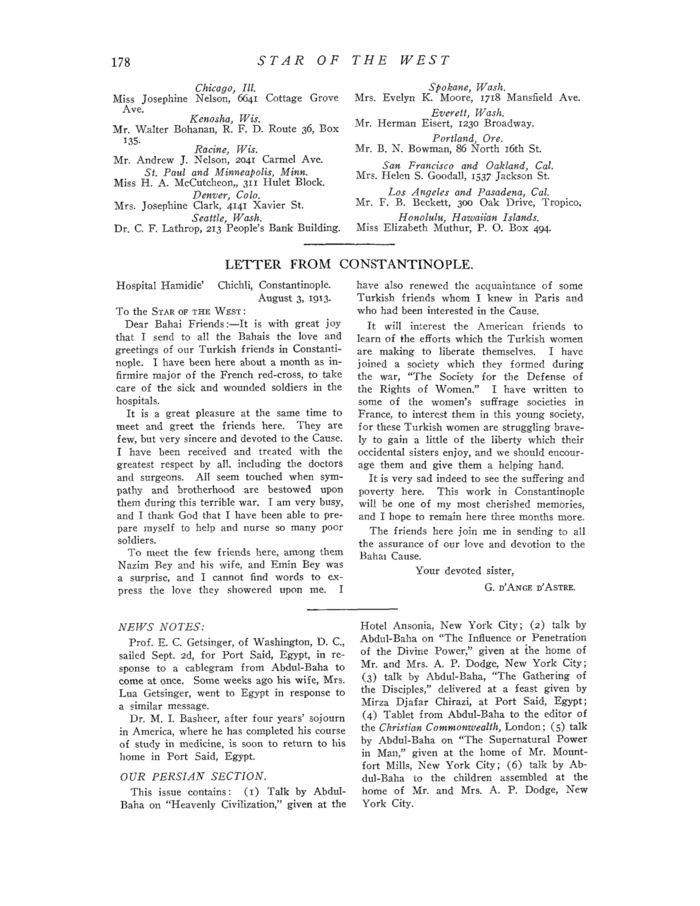 178
STAR OF THE WEST
Chicago, Ill.
Miss Josephine Nelson, 6641 Cottage Grove
Ave.
Kenosha, Wis.
Mr. Walter Bohanan, R. F. D. Route 36, Box
135.
Racine, Wis.
Mr. Andrew J. Nelson, 2041 Carmel Ave.
St. Paul and Minneapolis, Minn.
Miss H. A. McCutcheon,, 311 Hulet Block.
Denver, Colo.
Mrs. Josephine Clark, 4141 Xavier St.
Seattle, Wash.
Dr. C. F. Lathrop, 213 People's Bank Building.
Spokane, Wash.
Mrs. Evelyn K. Moore, 1718 Mansfield Ave.
Everett, Wash.
Mr. Herman Eisert, 1230 Broadway.
Portland, Ore.
Mr. B. N. Bowman, 86 North 16th St.
San Francisco and Oakland, Cal.
Mrs. Helen S. Goodall, 1537 Jackson St.
Los Angeles and Pasadena, Cal.
Mr. F. B. Beckett, 300 Oak Drive, Tropico,
Honolulu, Hawaiian Islands.
Miss Elizabeth Muthur, P. O. Box 494.
LETTER FROM CONSTANTINOPLE.
Hospital Hamidie' Chichli, Constantinople.
August 3, 1913.
To the STAR OF THE WEST:
Dear Bahai Friends:—It is with great joy
that I send to all the Bahais the love and
greetings of our Turkish friends in Constanti-
nople. I have been here about a month as in-
firmire major of the French red-cross, to take
care of the sick and wounded soldiers in the
hospitals.
It is a great pleasure at the same time to
meet and greet the friends here. They are
few, but very sincere and devoted to the Cause.
I have been received and treated with the
greatest respect by all, including the doctors
and surgeons. All seem touched when sym-
pathy and brotherhood are bestowed upon
them during this terrible war. I am very busy,
and I thank God that I have been able to pre-
pare myself to help and nurse so many poor
soldiers.
To meet the few friends here, among them
Nazim Bey and his wife, and Emin Bey was
a surprise, and I cannot find words to ex-
press the love they showered upon me. I
have also renewed the acquaintance of some
Turkish friends whom I knew in Paris and
who had been interested in the Cause.
It will interest the American friends to
learn of the efforts which the Turkish women
are making to liberate themselves. I have
joined a society which they formed during
the war, "The Society for the Defense of
the Rights of Women." I have written to
some of the women's suffrage societies in
France, to interest them in this young society,
for these Turkish women are struggling brave-
ly to gain a little of the liberty which their
occidental sisters enjoy, and we should encour-
age them and give them a helping hand.
It is very sad indeed to see the suffering and
poverty here. This work in Constantinople
will be one of my most cherished memories,
and I hope to remain here three months more.
The friends here join me in sending to all
the assurance of our love and devotion to the
Bahai Cause.
Your devoted sister,
G. D'ANGE D'ASTRE.
NEWS NOTES:
Prof. E. C. Getsinger, of Washington, D. C.,
sailed Sept. 2d, for Port Said, Egypt, in re-
sponse to a cablegram from Abdul-Baha to
come at once. Some weeks ago his wife, Mrs.
Lua Getsinger, went to Egypt in response to
a similar message.
Dr. M. I. Basheer, after four years' sojourn
in America, where he has completed his course
of study in medicine, is soon to return to his
home in Port Said, Egypt.
OUR PERSIAN SECTION.
This issue contains: (1) Talk by Abdul-
Baha on "Heavenly Civilization," given at the
Hotel Ansonia, New York City; (2) talk by
Abdul-Baha on "The Influence or Penetration
of the Divine Power," given at the home of
Mr. and Mrs. A. P. Dodge, New York City;
(3) talk by Abdul-Baha, "The Gathering of
the Disciples," delivered at a feast given by
Mirza Djafar Chirazi, at Port Said, Egypt;
(4) Tablet from Abdul-Baha to the editor of
the Christian Commonwealth, London; (5) talk
by Abdul-Baha on "The Supernatural Power
in Man," given at the home of Mr. Mount-
fort Mills, New York City; (6) talk by Ab-
dul-Baha to the children assembled at the
home of Mr. and Mrs. A. P. Dodge, New
York City.